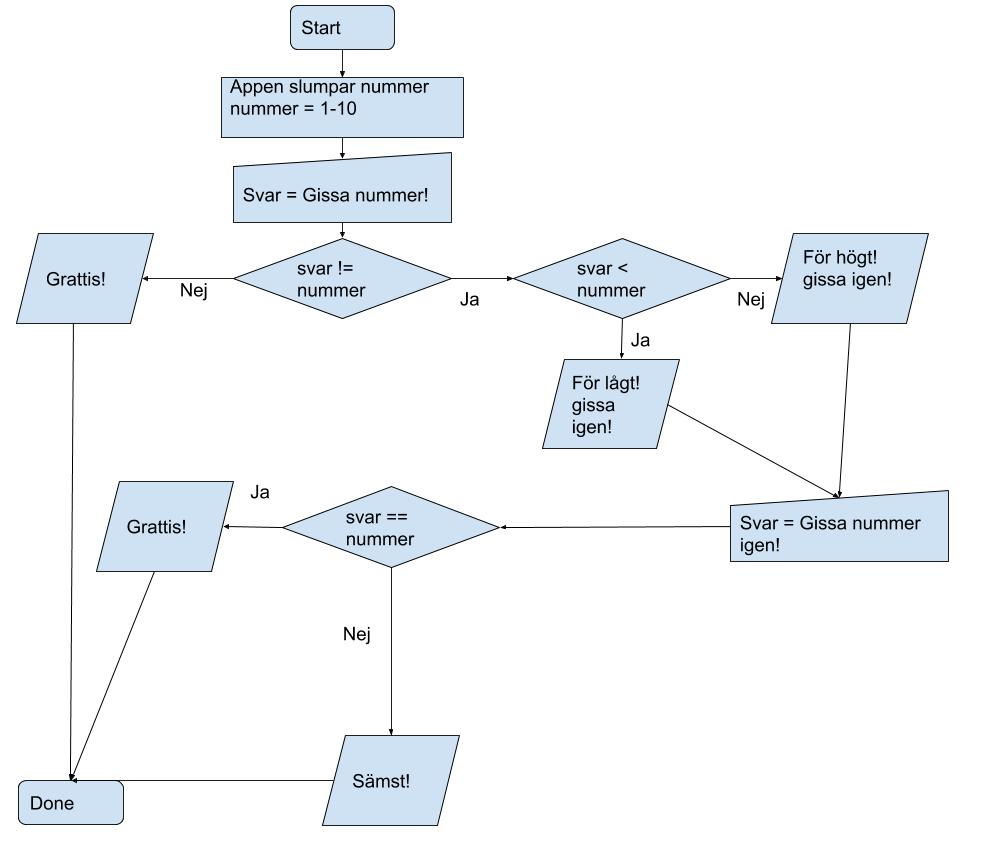 Start
Appen slumpar nummer
nummer = 1-10
Svar = Gissa nummer!
Grattis!
Nej
svar !=
nummer
Ja
svar <
nummer
Nej
För högt!
gissa igen!
Ja
För lågt!
gissa
igen!
Grattis!
Ja
svar ==
nummer
Svar = Gissa nummer
igen!
Nej
Sämst!
Done